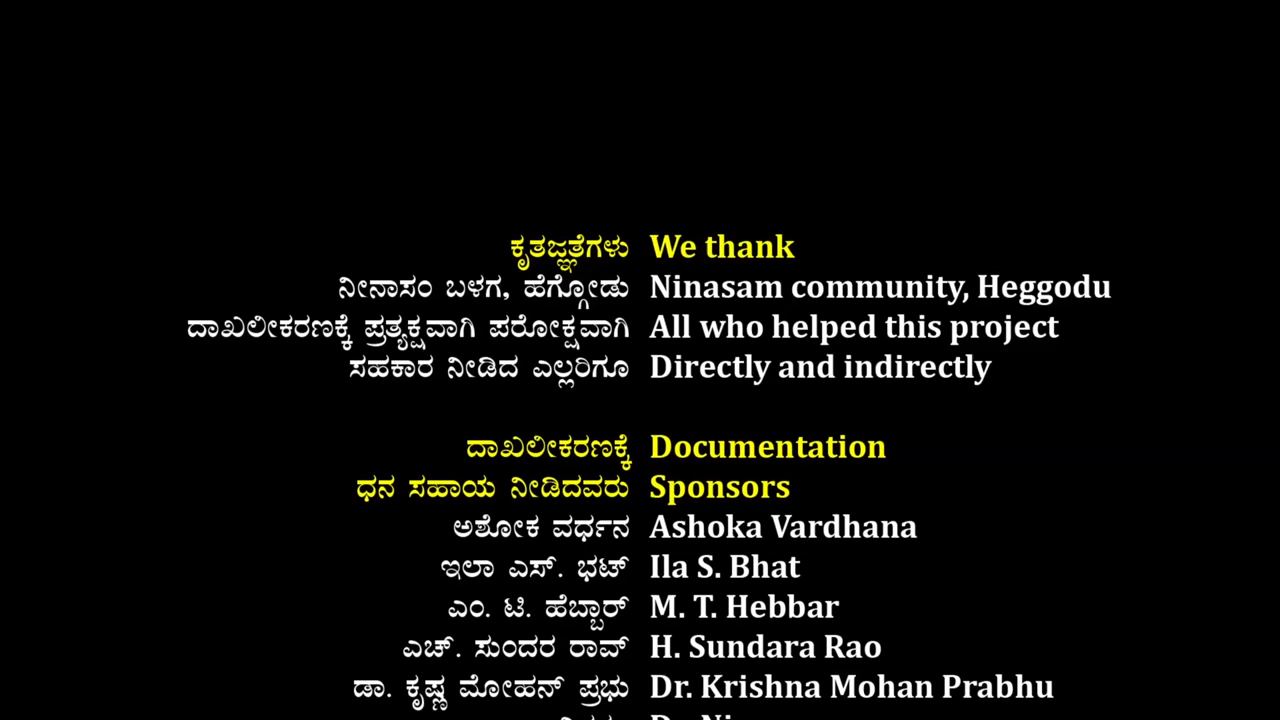 ಕೃತಜ್ಞತೆಗಳು We thank
ನೀನಾಸಂ ಬಳಗ, ಹೆಗ್ಗೋಡು Ninasam community, Heggodu
ದಾಖಲೀಕರಣಕ್ಕೆ ಪ್ರತ್ಯಕ್ಷವಾಗಿ ಪರೋಕ್ಷವಾಗಿ All who helped this project
ಸಹಕಾರ ನೀಡಿದ ಎಲ್ಲರಿಗೂ Directly and indirectly
ದಾಖಲೀಕರಣಕ್ಕೆ Documentation
ಧನ ಸಹಾಯ ನೀಡಿದವರು Sponsors
ಅಶೋಕ ವರ್ಧನ Ashoka Vardhana
ಇಲಾ ಎಸ್. ಭಟ್ Ila S. Bhat
ಎಂ. ಟಿ. ಹೆಬ್ಬಾರ್ M. T. Hebbar
ಎಚ್. ಸುಂದರ ರಾವ್ H. Sundara Rao
ಡಾ. ಕೃಷ್ಣ ಮೋಹನ್ ಪ್ರಭು Dr. Krishna Mohan Prabhu